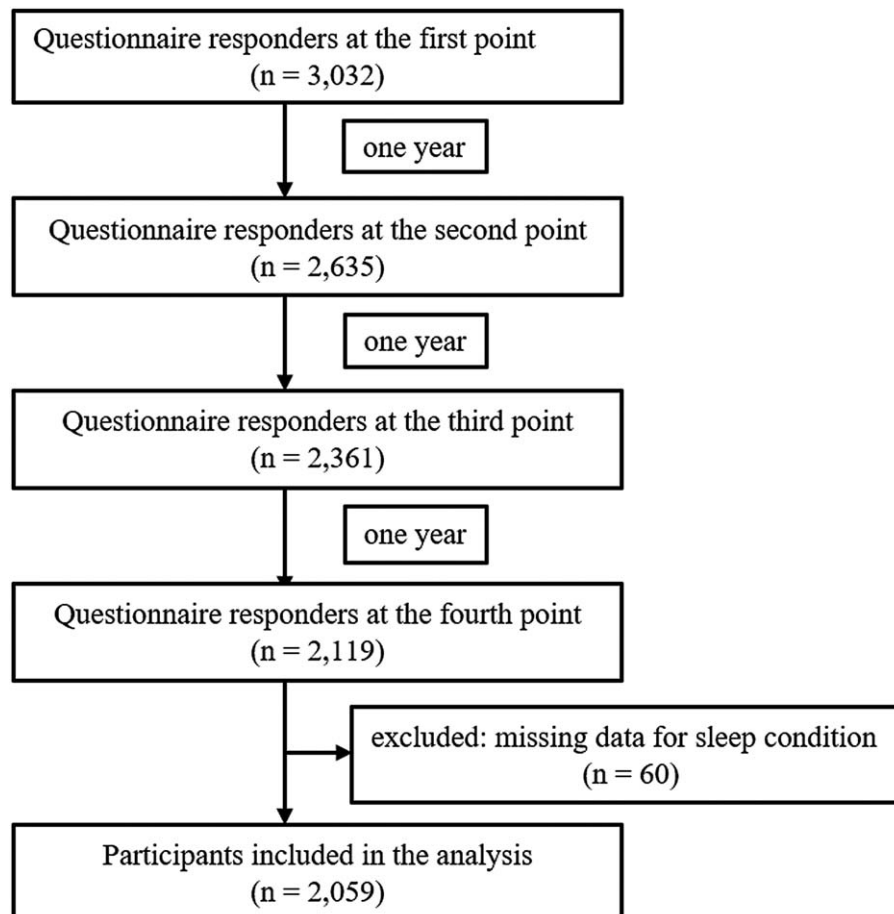 Questionnaire responders at the first point
(n = 3,032)
one year
Questionnaire responders at the second point
(n = 2,635)
one year
Questionnaire responders at the third point
(n = 2,361)
one year
Questionnaire responders at the fourth point
(n = 2,119)
excluded: missing data for sleep condition
(n = 60)
Participants included in the analysis
(n = 2,059)